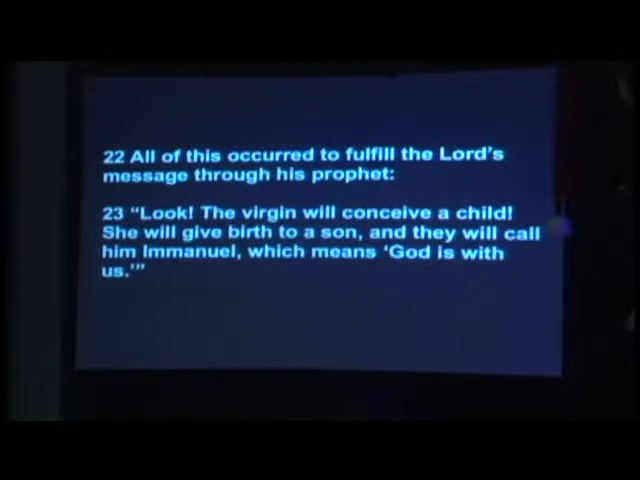 22 All of this occurred to fulfill the Lord's
message through his prophet:
23 “Look! The virgin will conceive a child!
She will give birth to a son, and they will call
him Immanuel, which means ‘God is with
us.’”